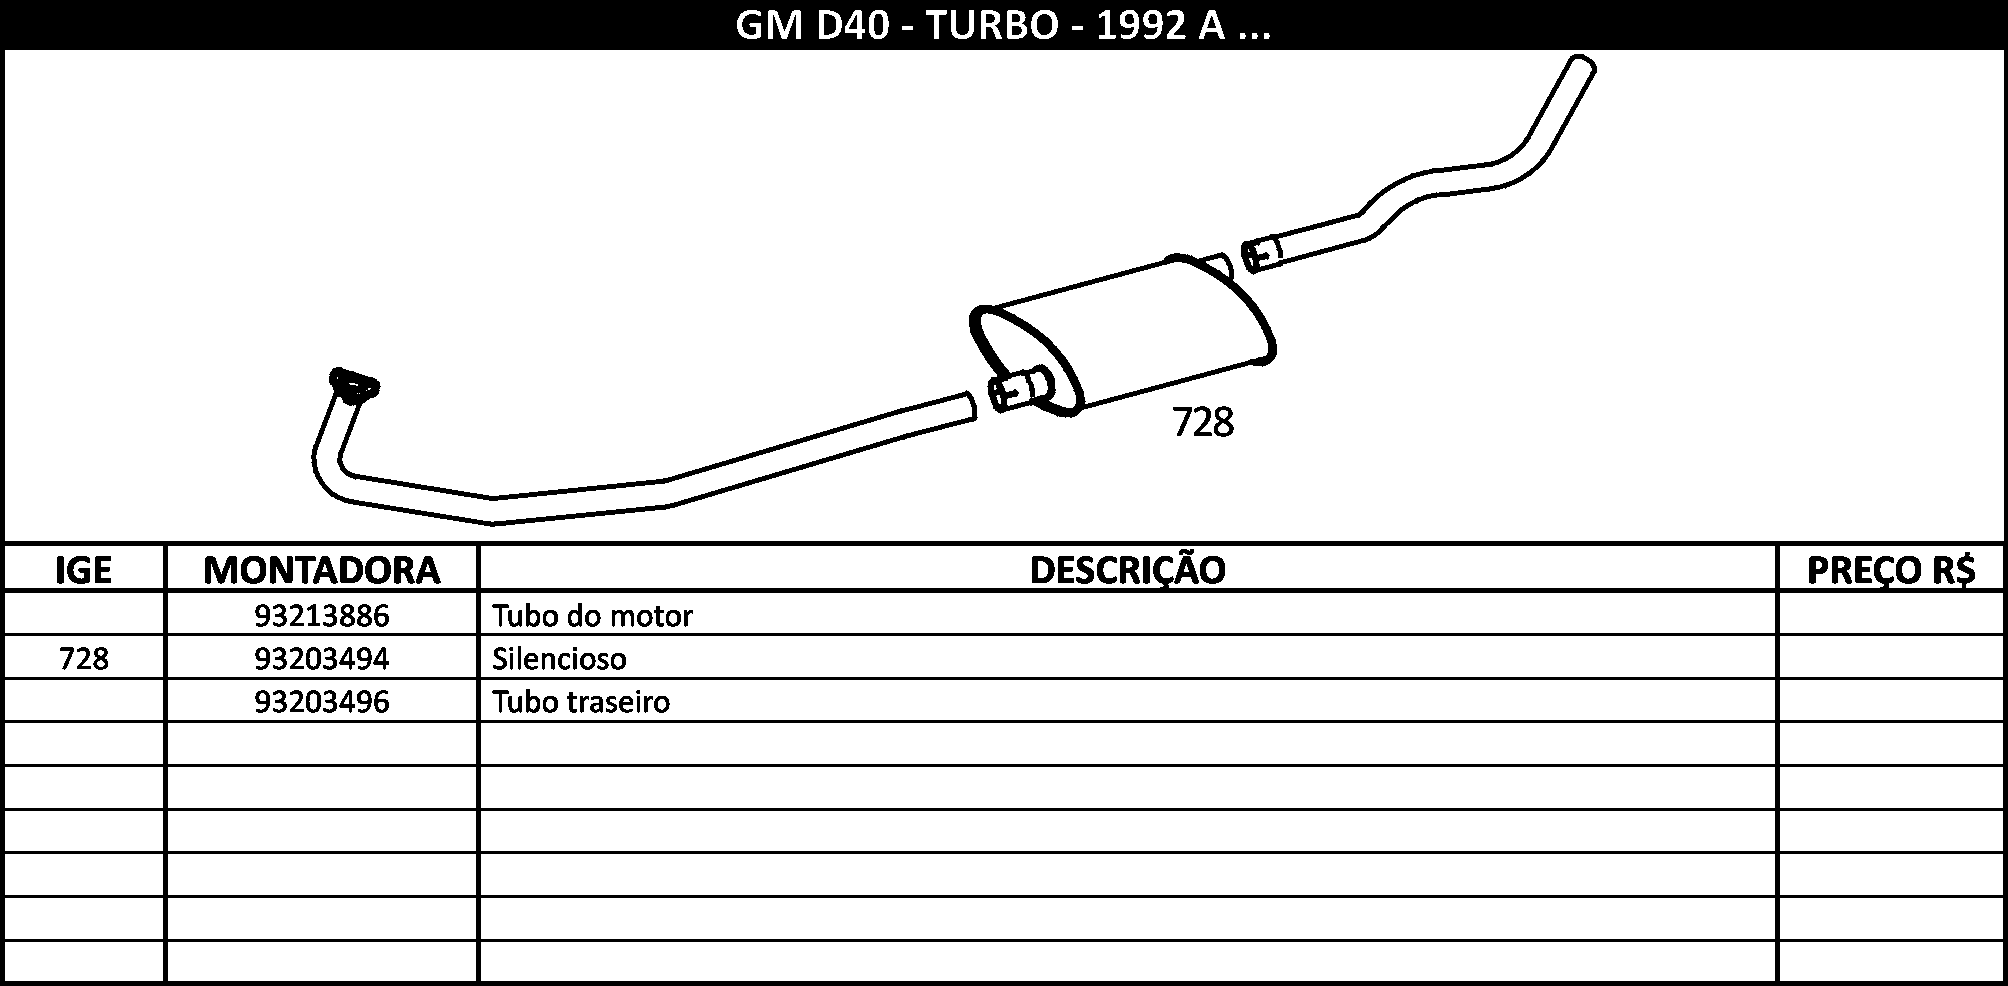 GM D40 - TURBO - 1992 A ...
728
IGE MONTADORA DESCRIÇÃO PREÇO R$
93213886 Tubo do motor
728 93203494 Silencioso
93203496 Tubo traseiro